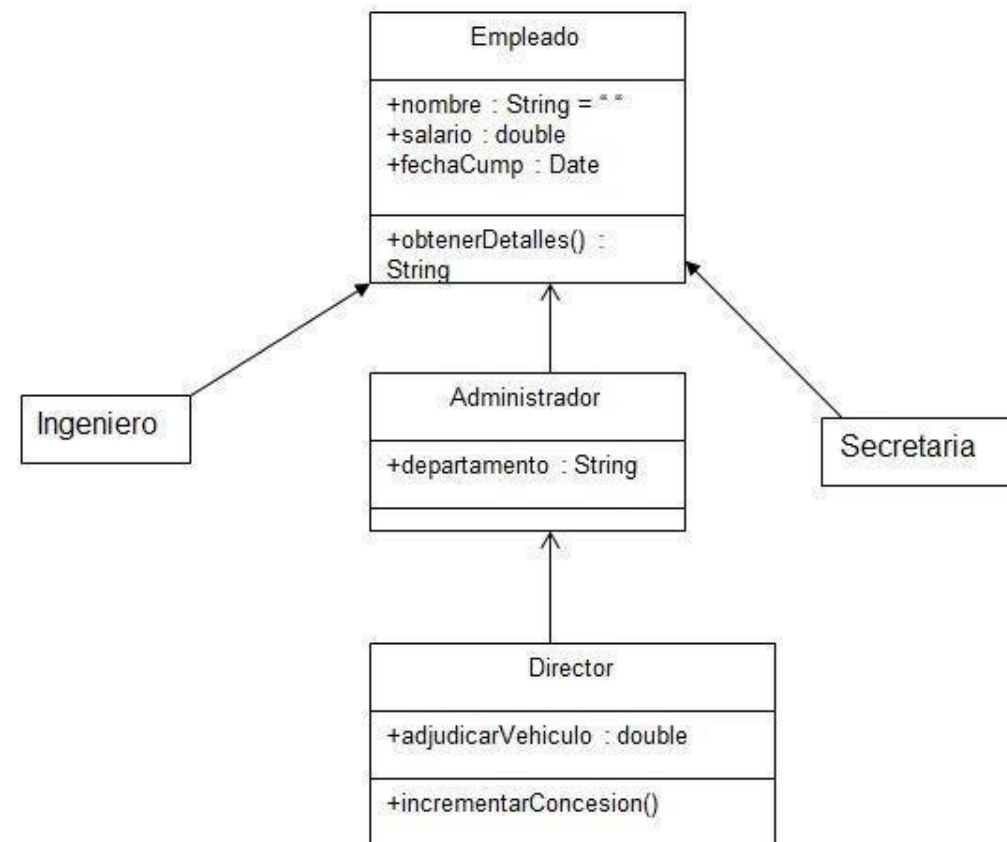 Empleado
+nombre : String = “ “
+salario : double
+fechaCump : Date
+obtenerDetalles() :
String
Ingeniero
Administrador
+departamento : String
Secretaria
Director
+adjudicarVehiculo : double
+incrementarConcesion()